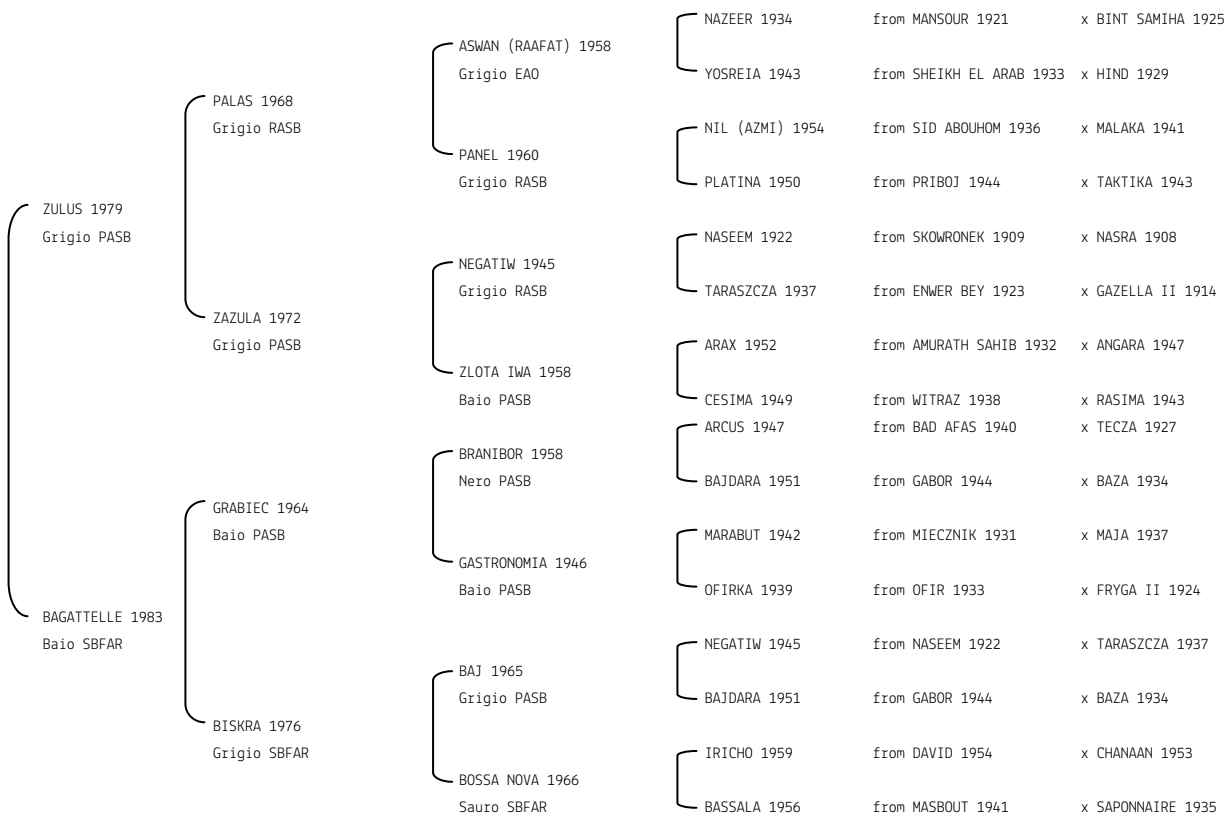 NAZEER 1934 from MANSOUR 1921 x BINT SAMIHA 1925
ASWAN (RAAFAT) 1958
Grigio EAO YOSREIA 1943 from SHEIKH EL ARAB 1933 x HIND 1929
PALAS 1968
Grigio RASB NIL (AZMI) 1954 from SID ABOUHOM 1936 x MALAKA 1941
PANEL 1960
Grigio RASB PLATINA 1950 from PRIBOJ 1944 x TAKTIKA 1943
ZULUS 1979
Grigio PASB NASEEM 1922 from SKOWRONEK 1909 x NASRA 1908
NEGATIW 1945
Grigio RASB TARASZCZA 1937 from ENWER BEY 1923 x GAZELLA II 1914
ZAZULA 1972
Grigio PASB ARAX 1952 from AMURATH SAHIB 1932 x ANGARA 1947
ZLOTA IWA 1958
Baio PASB CESIMA 1949 from WITRAZ 1938 x RASIMA 1943
ARCUS 1947 from BAD AFAS 1940 x TECZA 1927
BRANIBOR 1958
Nero PASB BAJDARA 1951 from GABOR 1944 x BAZA 1934
GRABIEC 1964
Baio PASB MARABUT 1942 from MIECZNIK 1931 x MAJA 1937
GASTRONOMIA 1946
Baio PASB OFIRKA 1939 from OFIR 1933 x FRYGA II 1924
BAGATTELLE 1983
Baio SBFAR NEGATIW 1945 from NASEEM 1922 x TARASZCZA 1937
BAJ 1965
Grigio PASB BAJDARA 1951 from GABOR 1944 x BAZA 1934
BISKRA 1976
Grigio SBFAR IRICHO 1959 from DAVID 1954 x CHANAAN 1953
BOSSA NOVA 1966
Sauro SBFAR BASSALA 1956 from MASBOUT 1941 x SAPONNAIRE 1935